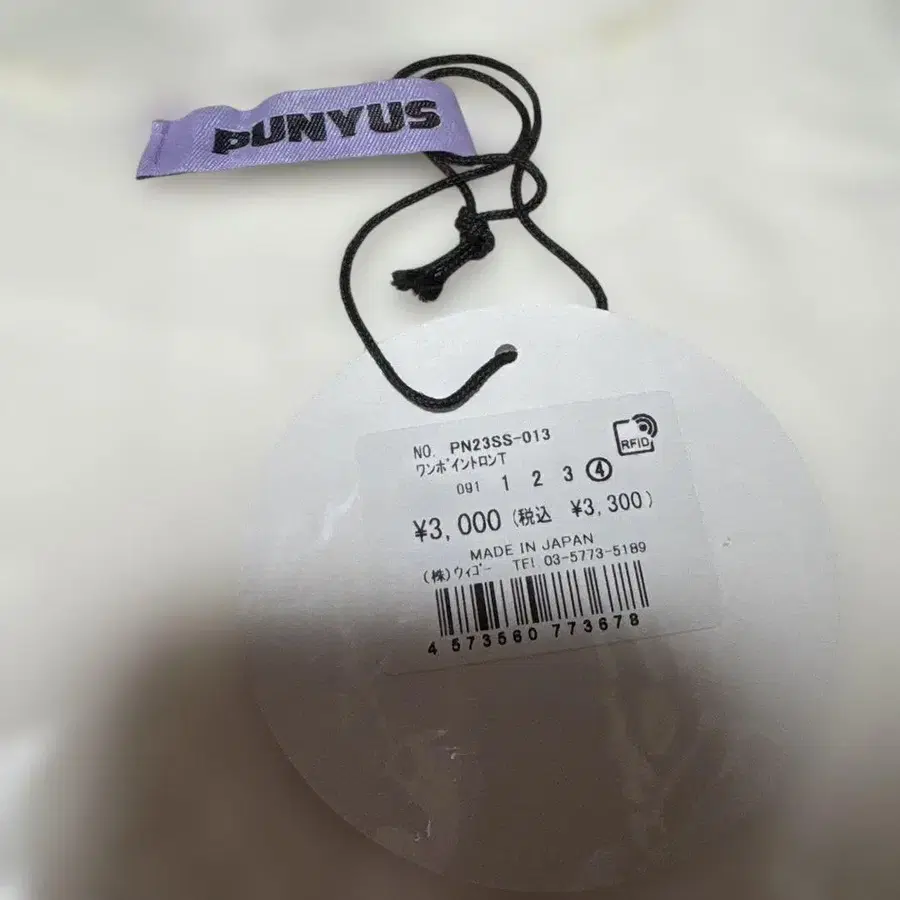 PUNYUS
NO. PN23SS-013
RFID
ワンポイントロンT
091 1 2 3 ④
¥3,000 (税込 ¥3,300)
MADE IN JAPAN
(株)ウィゴー TEL 03-5773-5189
4 573560 773678